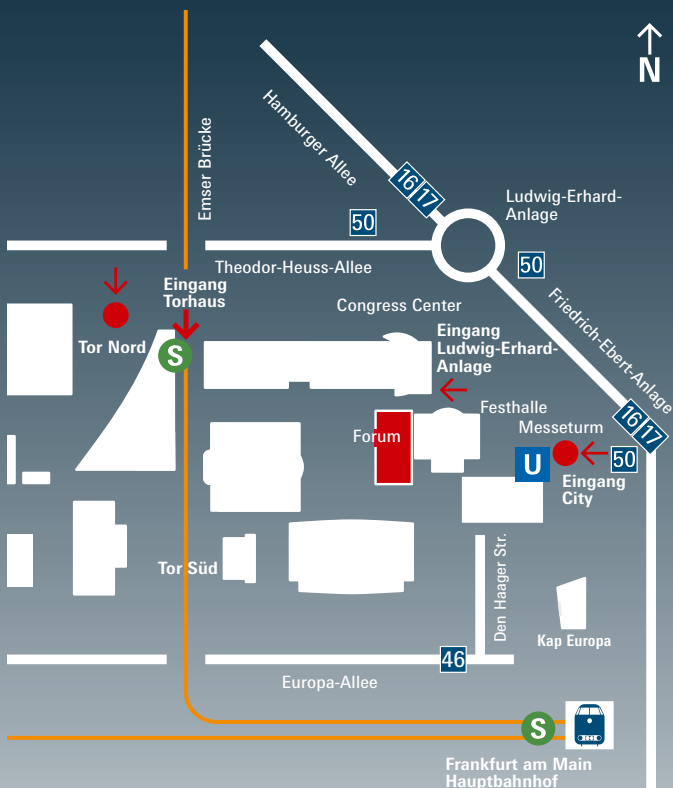 N
Hamburger Allee
Emser Brücke
16 17
Ludwig-Erhard-
Anlage
50
50
Theodor-Heuss-Allee
Eingang
Torhaus
Friedrich-Ebert-Anlage
Congress Center
Eingang
Ludwig-Erhard-
Anlage
Tor Nord
S
Festhalle
16 17
Messeturm
Forum
50
U
Eingang
City
Den Haager Str.
Tor Süd
Kap Europa
46
Europa-Allee
S
Frankfurt am Main
Hauptbahnhof